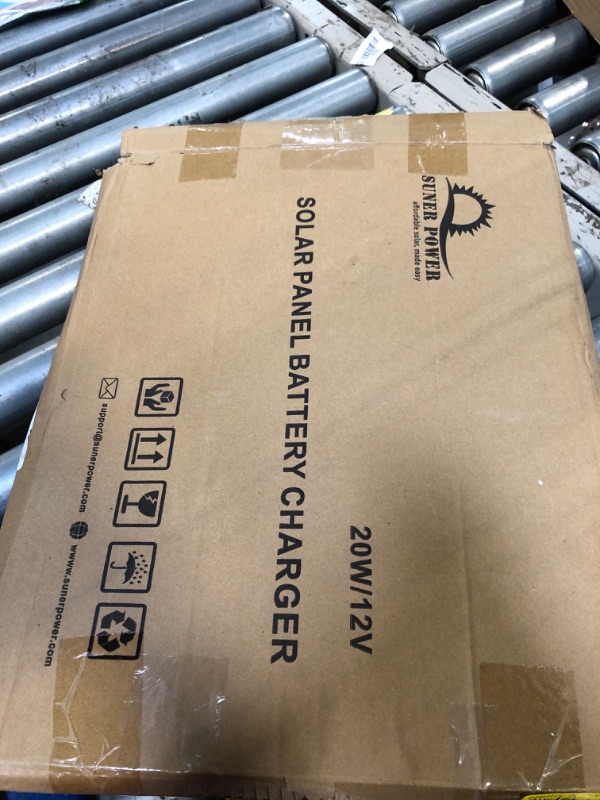 SUNER POWER
affordable solar, made easy
SOLAR PANEL BATTERY CHARGER
20W/12V
support@sunerpower.com www.sunerpower.com